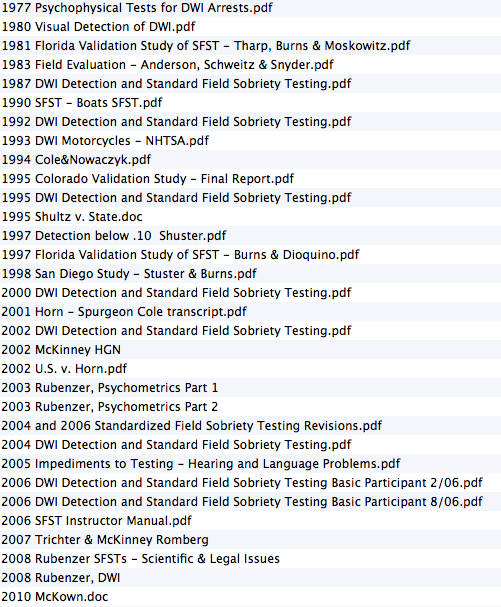 1977 Psychophysical Tests for DWI Arrests.pdf
1980 Visual Detection of DWI.pdf
1981 Florida Validation Study of SFST - Tharp, Burns & Moskowitz.pdf
1983 Field Evaluation - Anderson, Schweitz & Snyder.pdf
1987 DWI Detection and Standard Field Sobriety Testing.pdf
1990 SFST - Boats SFST.pdf
1992 DWI Detection and Standard Field Sobriety Testing.pdf
1993 DWI Motorcycles - NHTSA.pdf
1994 Cole&Nowaczyk.pdf
1995 Colorado Validation Study - Final Report.pdf
1995 DWI Detection and Standard Field Sobriety Testing.pdf
1995 Shultz v. State.doc
1997 Detection below .10  Shuster.pdf
1997 Florida Validation Study of SFST - Burns & Dioquino.pdf
1998 San Diego Study - Stuster & Burns.pdf
2000 DWI Detection and Standard Field Sobriety Testing.pdf
2001 Horn - Spurgeon Cole transcript.pdf
2002 DWI Detection and Standard Field Sobriety Testing.pdf
2002 McKinney HGN
2002 U.S. v. Horn.pdf
2003 Rubenzer, Psychometrics Part 1
2003 Rubenzer, Psychometrics Part 2
2004 and 2006 Standardized Field Sobriety Testing Revisions.pdf
2004 DWI Detection and Standard Field Sobriety Testing.pdf
2005 Impediments to Testing - Hearing and Language Problems.pdf
2006 DWI Detection and Standard Field Sobriety Testing Basic Participant 2/06.pdf
2006 DWI Detection and Standard Field Sobriety Testing Basic Participant 8/06.pdf
2006 SFST Instructor Manual.pdf
2007 Trichter & McKinney Romberg
2008 Rubenzer SFSTs - Scientific & Legal Issues
2008 Rubenzer, DWI
2010 McKown.doc